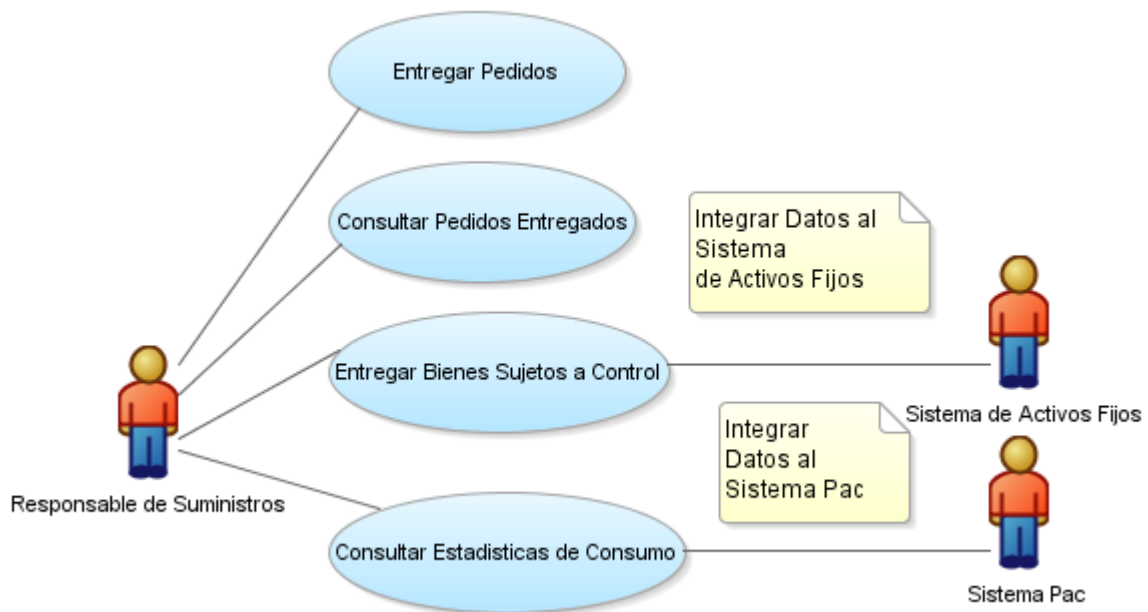 Entregar Pedidos
Consultar Pedidos Entregados
Integrar Datos al
Sistema
de Activos Fijos
Entregar Bienes Sujetos a Control
Sistema de Activos Fijos
Integrar
Datos al
Sistema Pac
Responsable de Suministros
Consultar Estadisticas de Consumo
Sistema Pac